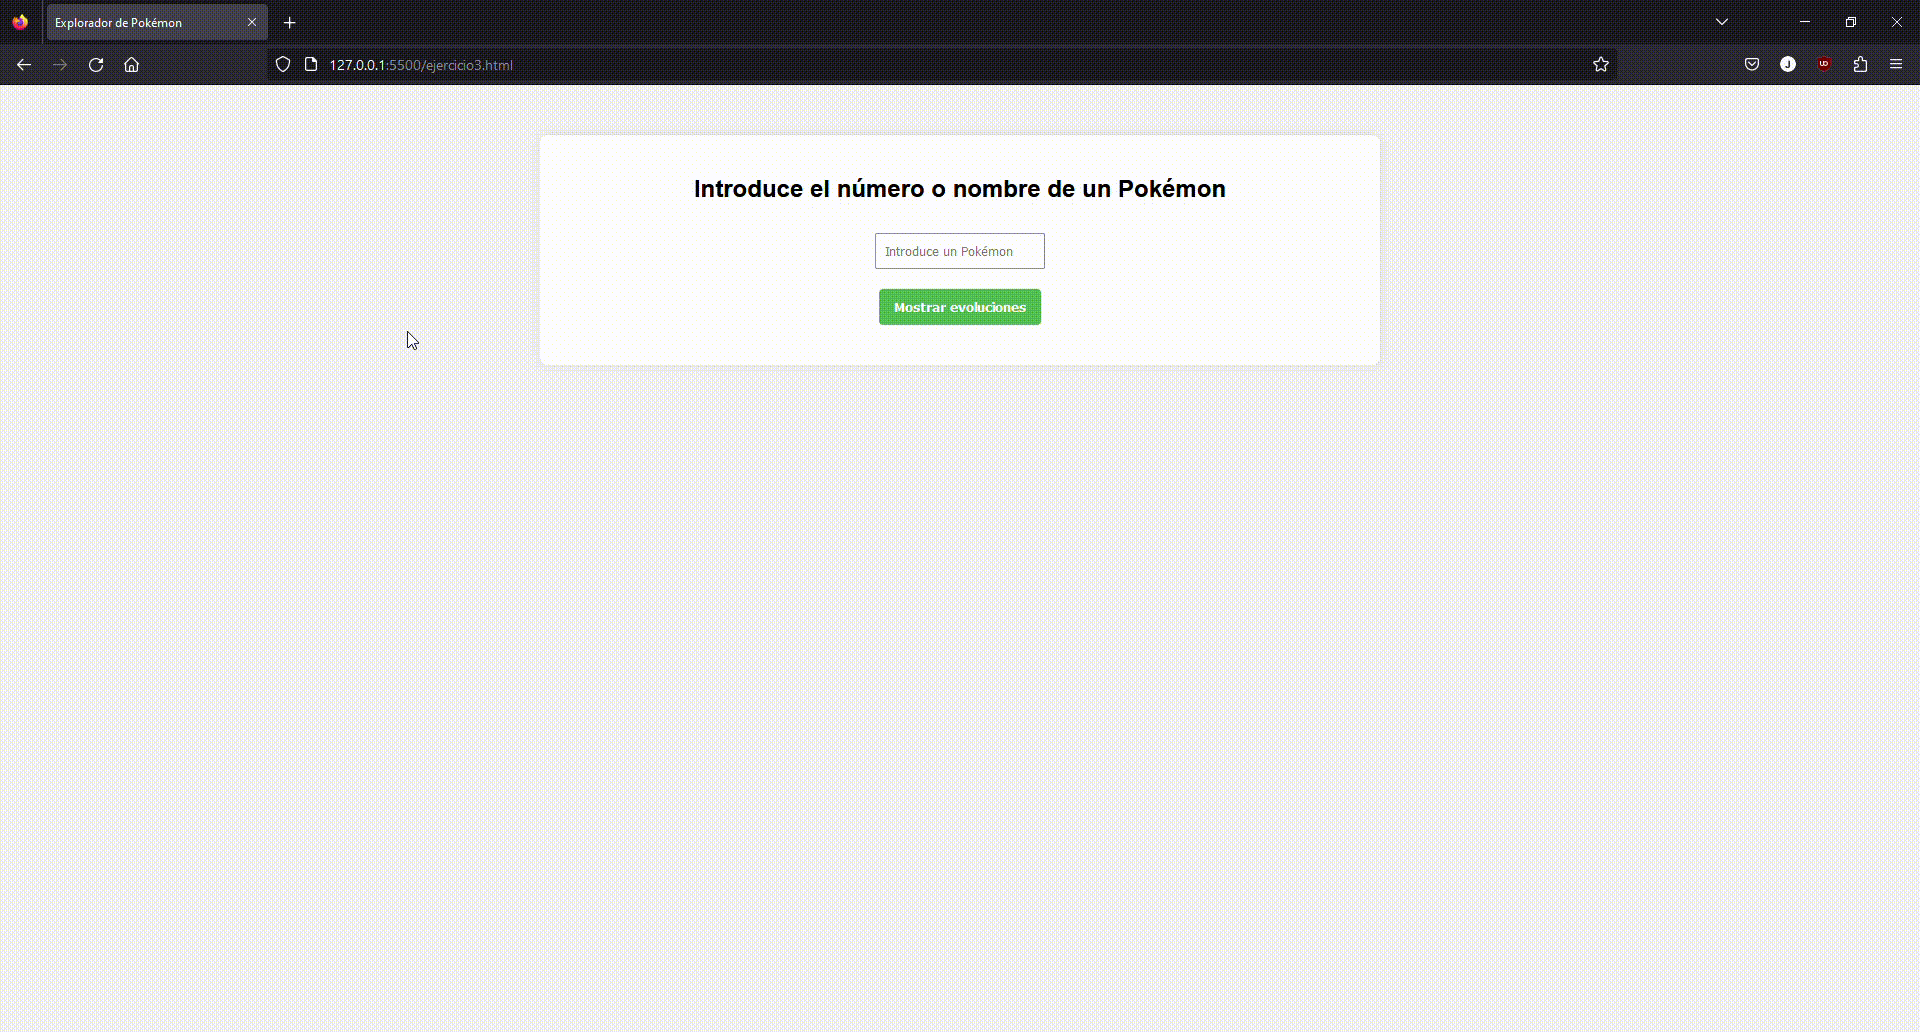 Explorador de Pokémon
127.0.0.1:5500/ejercicio3.html
J
UD
Introduce el número o nombre de un Pokémon
Introduce un Pokémon
Mostrar evoluciones